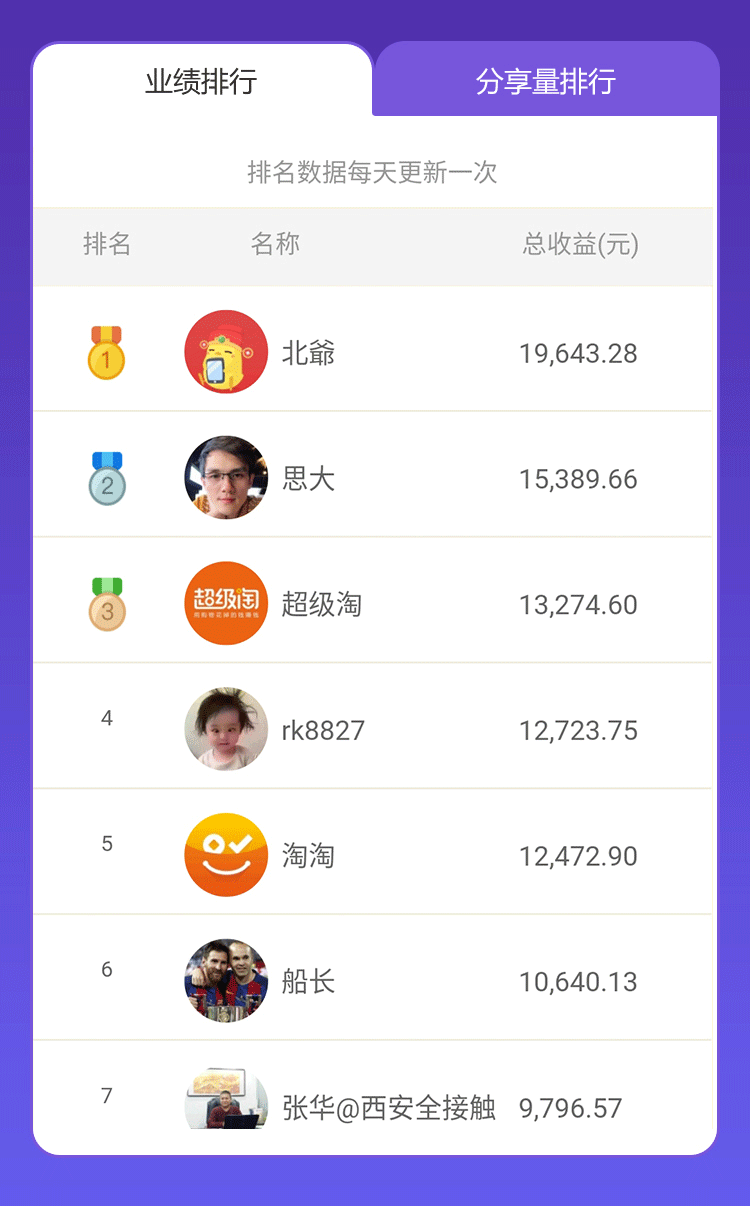 业绩排行 分享量排行
排名数据每天更新一次
排名 名称 总收益(元)
1 北爺 19,643.28
2 思大 15,389.66
3 超级淘 超级淘 13,274.60
4 rk8827 12,723.75
5 淘淘 12,472.90
6 船长 10,640.13
7 张华@西安全接触 9,796.57